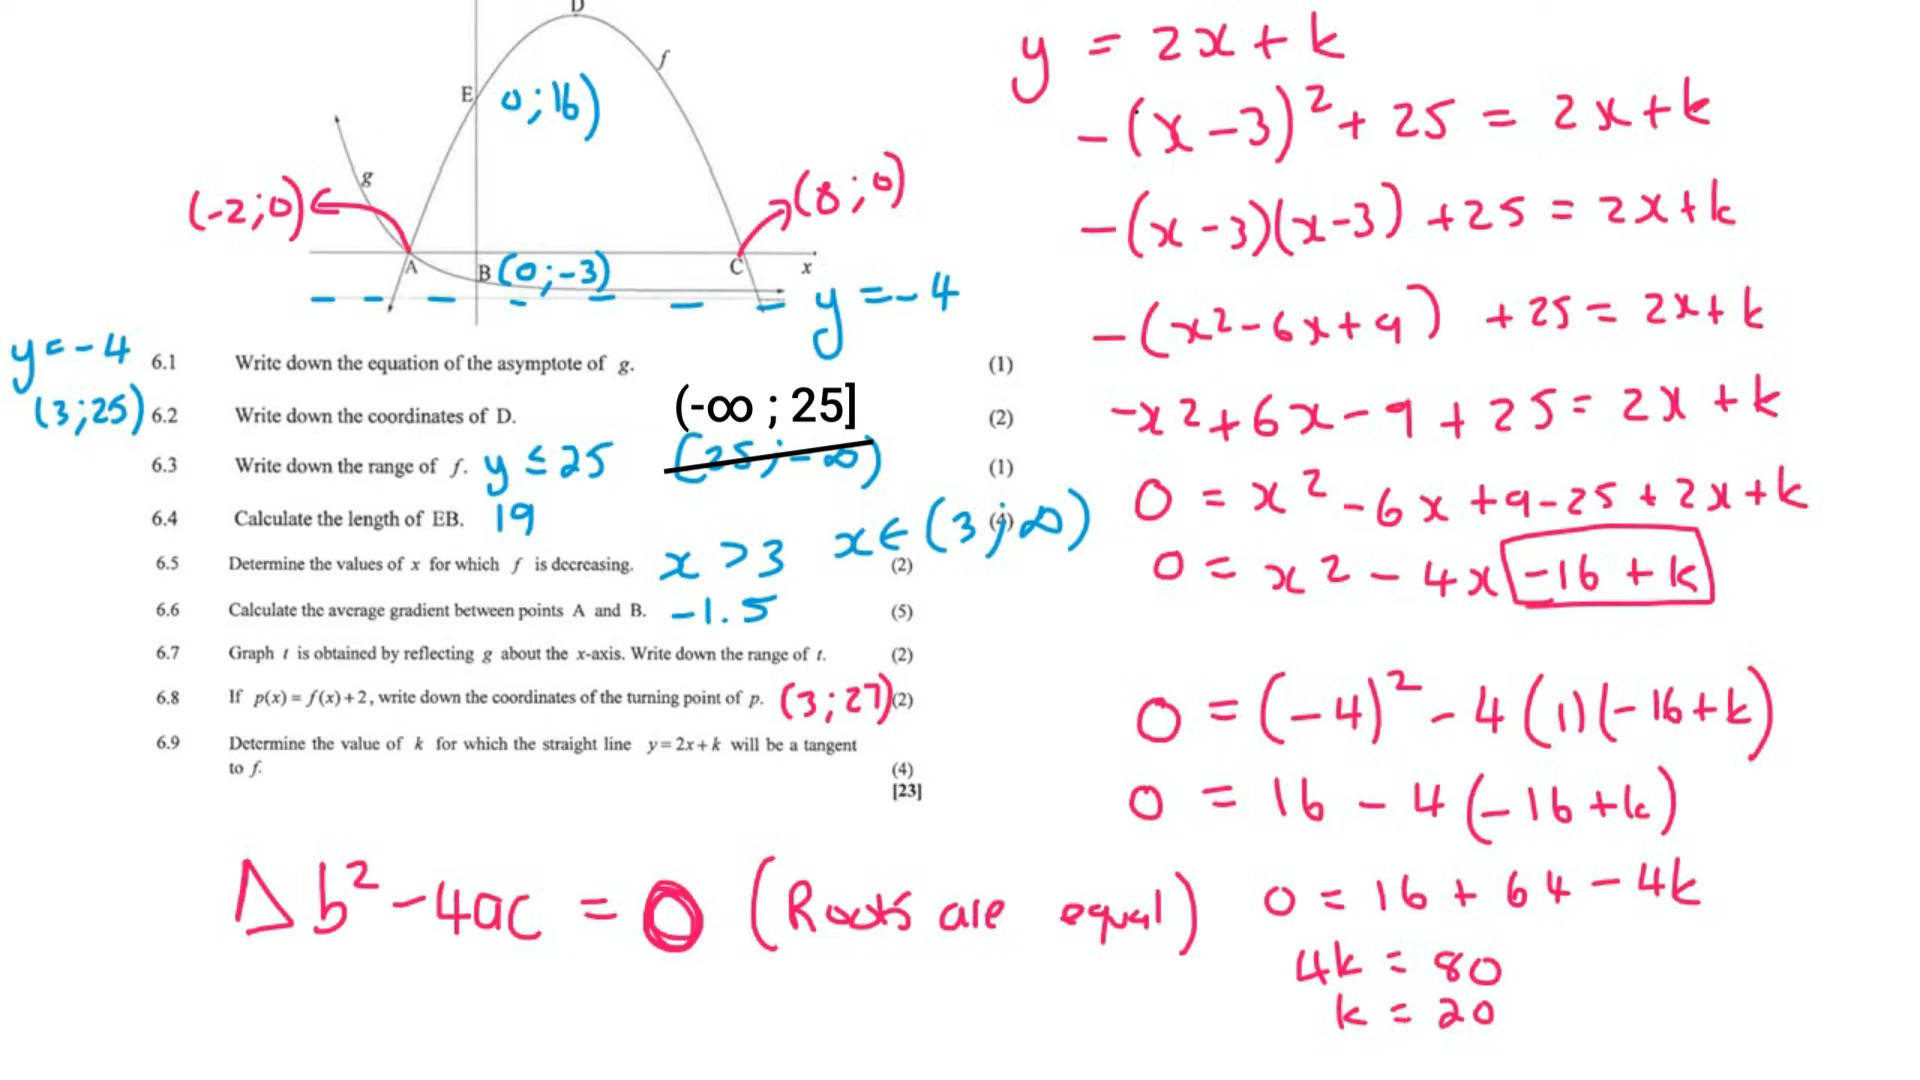 D
f
E 0;16)
g
(-2;0)
(8;0)
A
B (0;-3)
C
x
y = -4
y = -4
6.1 Write down the equation of the asymptote of g. (1)
(-∞ ; 25]
(3;25) 6.2 Write down the coordinates of D. (2)
6.3 Write down the range of f. y ≤ 25 (25;-∞) (1)
6.4 Calculate the length of EB. 19 (4)
6.5 Determine the values of x for which f is decreasing. x > 3 x ∈ (3;∞) (2)
6.6 Calculate the average gradient between points A and B. -1.5 (5)
6.7 Graph t is obtained by reflecting g about the x-axis. Write down the range of t. (2)
6.8 If p(x) = f(x)+2, write down the coordinates of the turning point of p. (3;27) (2)
6.9 Determine the value of k for which the straight line y=2x+k will be a tangent
to f. (4)
[23]
Δ b² -4ac = 0 (Roots are equal)
y = 2x+k
-(x-3)²+25 = 2x+k
-(x-3)(x-3) +25 = 2x+k
-(x²-6x+9) +25 = 2x+k
-x²+6x-9+25 = 2x+k
0 = x²-6x+9-25+2x+k
0 = x²-4x -16+k
0 = (-4)²-4(1)(-16+k)
0 = 16-4(-16+k)
0 = 16+64-4k
4k = 80
k = 20